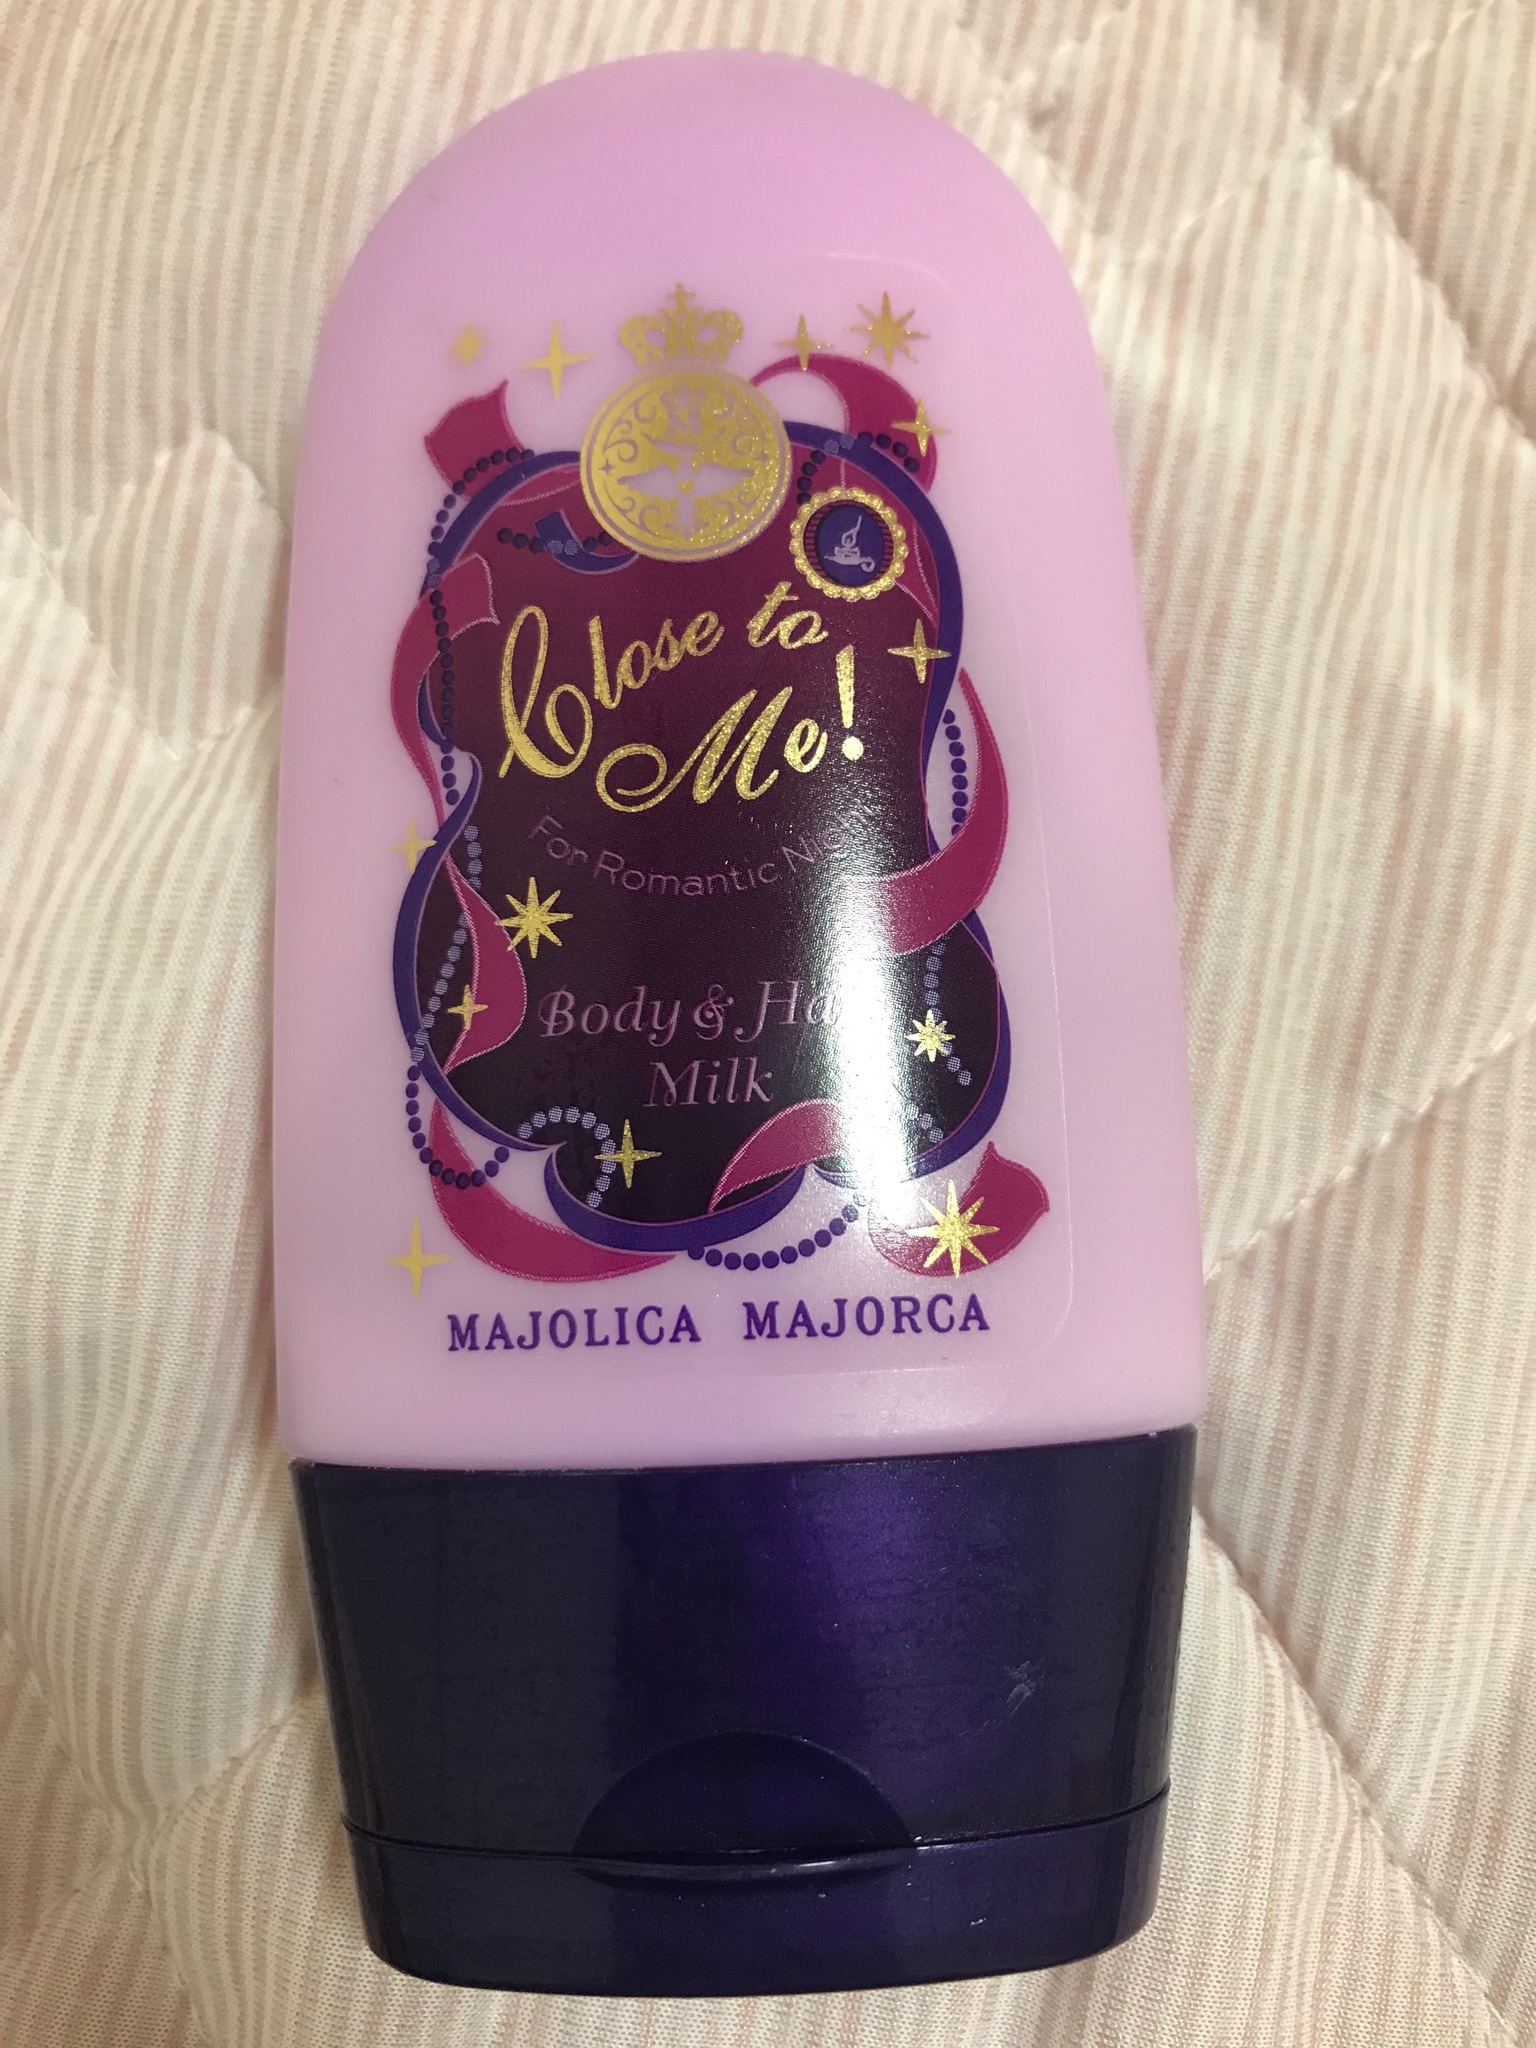 Close to
Me!
For Romantic
Body &
Milk
MAJOLICA MAJORCA